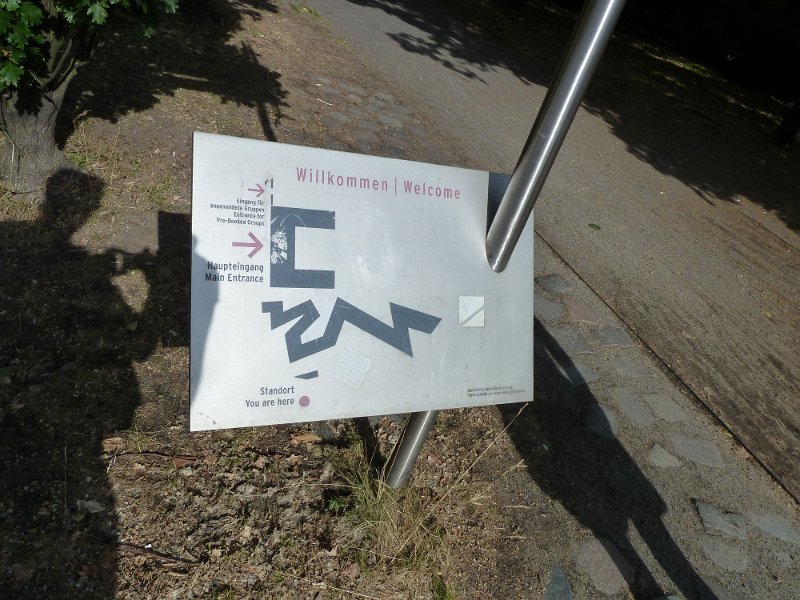 Willkommen | Welcome
Eingang für
angemeldete Gruppen
Entrance for
Pre-Booked Groups
Haupteingang
Main Entrance
Standort
You are here